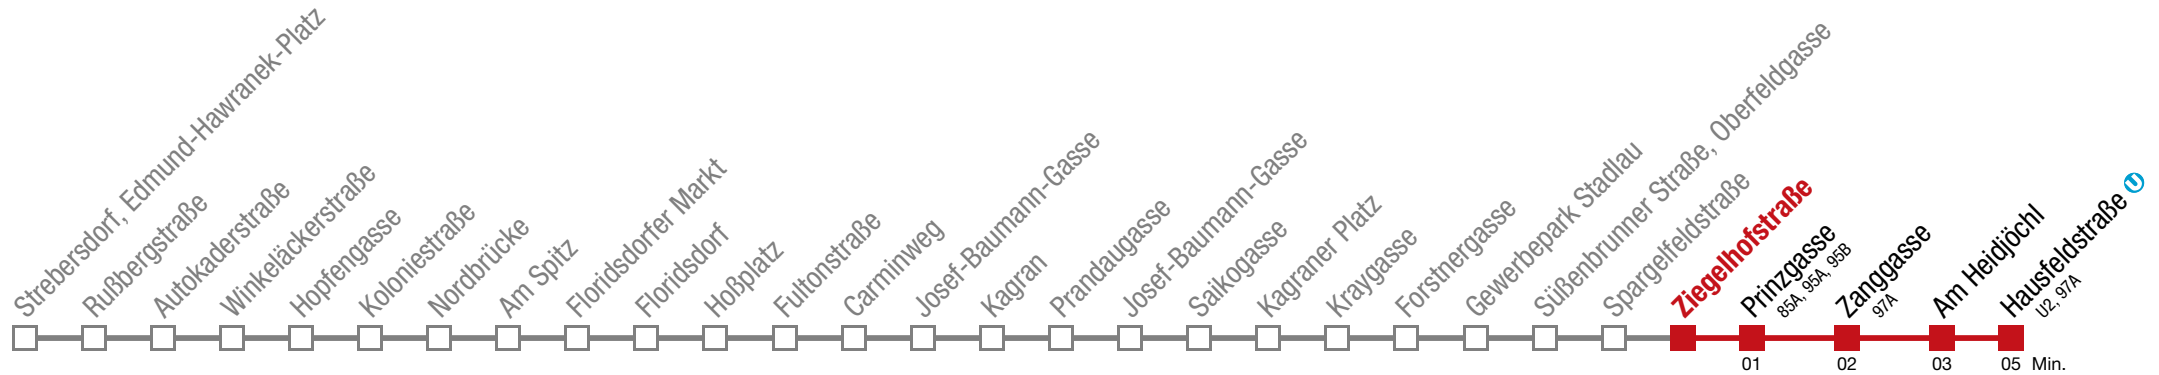 Strebersdorf, Edmund-Hawranek-Platz
Rußbergstraße
Autokaderstraße
Winkeläckerstraße
Hopfengasse
Koloniestraße
Nordbrücke
Am Spitz
Floridsdorfer Markt
Floridsdorf
Hoßplatz
Fultonstraße
Carminweg
Josef-Baumann-Gasse
Kagran
Prandaugasse
Josef-Baumann-Gasse
Saikogasse
Kagraner Platz
Kraygasse
Forstnergasse
Gewerbepark Stadlau
Süßenbrunner Straße, Oberfeldgasse
Spargelfeldstraße
Ziegelhofstraße
Prinzgasse
85A, 95A, 95B
Zanggasse
97A
Am Heidjöchl
Hausfeldstraße U
U2, 97A
01 02 03 05 Min.